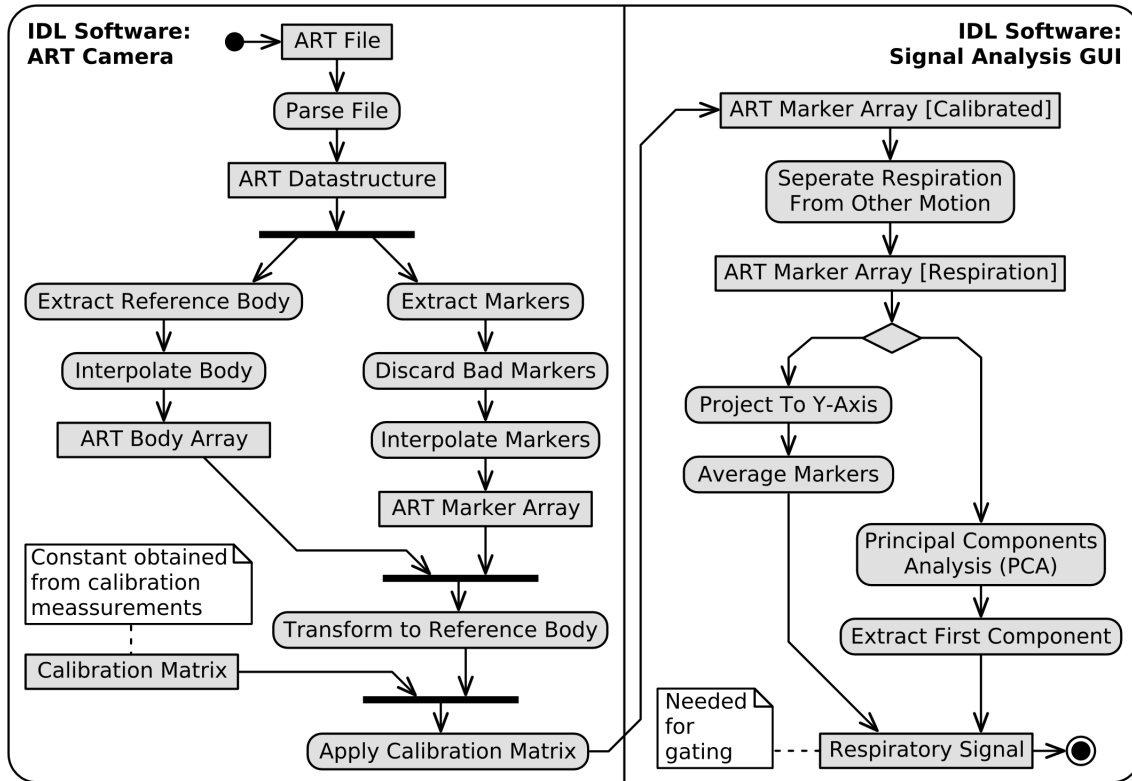 IDL Software:
ART Camera
ART File
Parse File
ART Datastructure
Extract Reference Body
Extract Markers
Interpolate Body
Discard Bad Markers
ART Body Array
Interpolate Markers
ART Marker Array
Constant obtained
from calibration
meassurements
Transform to Reference Body
Calibration Matrix
Apply Calibration Matrix
IDL Software:
Signal Analysis GUI
ART Marker Array [Calibrated]
Seperate Respiration
From Other Motion
ART Marker Array [Respiration]
Project To Y-Axis
Average Markers
Principal Components
Analysis (PCA)
Extract First Component
Needed
for
gating
Respiratory Signal